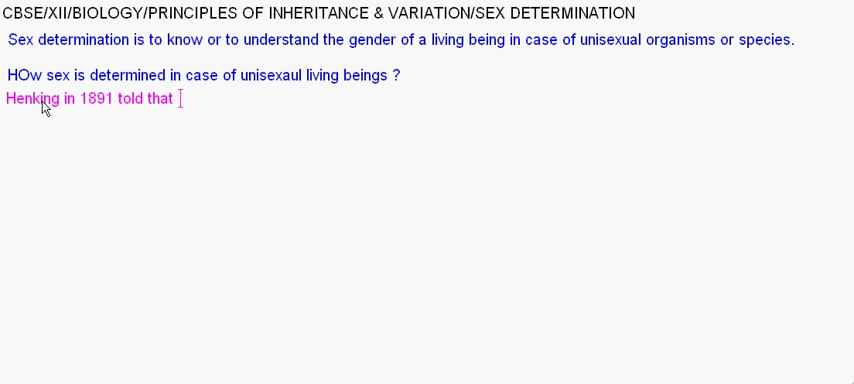 CBSE/XII/BIOLOGY/PRINCIPLES OF INHERITANCE & VARIATION/SEX DETERMINATION
Sex determination is to know or to understand the gender of a living being in case of unisexual organisms or species.
HOw sex is determined in case of unisexaul living beings ?
Henking in 1891 told that